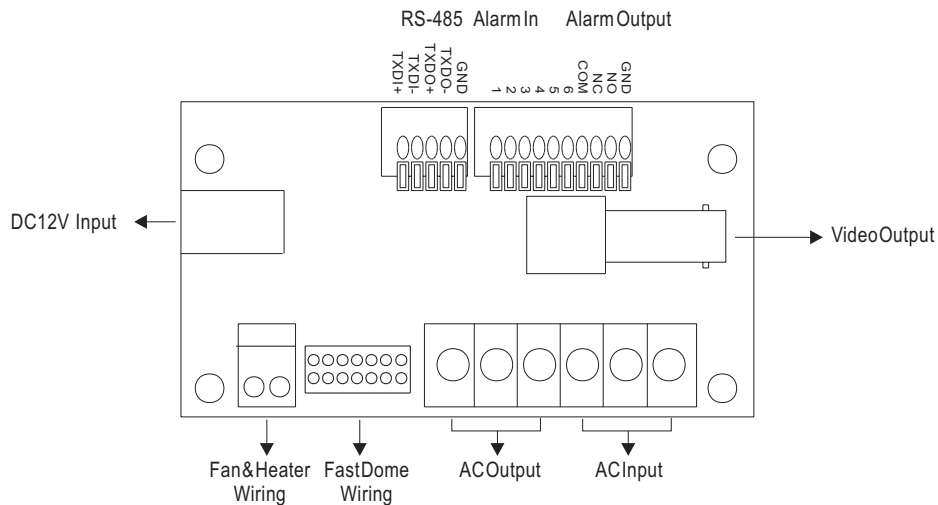 RS-485 Alarm In Alarm Output
TXDI+
TXDI-
TXDO+
TXDO-
GND
1
2
3
4
5
6
COM
NC
NO
GND
DC12V Input
Video Output
Fan & Heater
Wiring
Fast Dome
Wiring
AC Output
AC Input